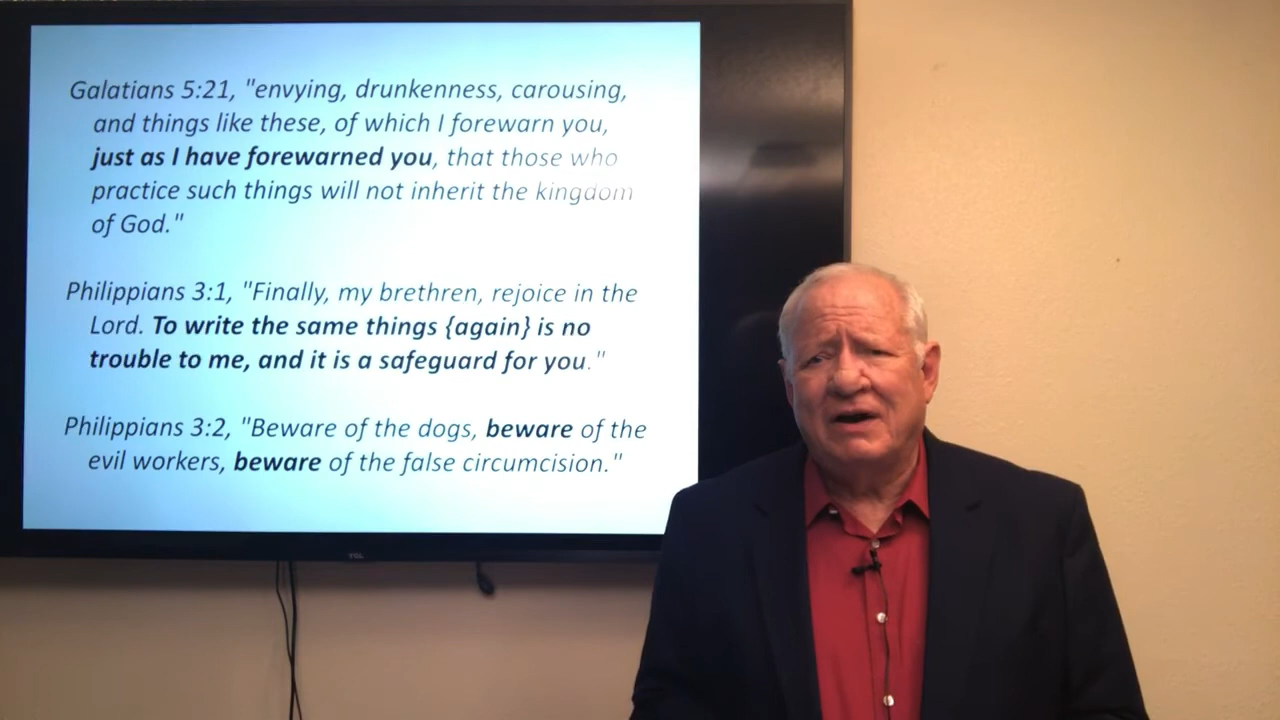 Galatians 5:21, "envying, drunkenness, carousing,
and things like these, of which I forewarn you,
just as I have forewarned you, that those who
practice such things will not inherit the kingdom
of God."
Philippians 3:1, "Finally, my brethren, rejoice in the
Lord. To write the same things {again} is no
trouble to me, and it is a safeguard for you."
Philippians 3:2, "Beware of the dogs, beware of the
evil workers, beware of the false circumcision."
TCL